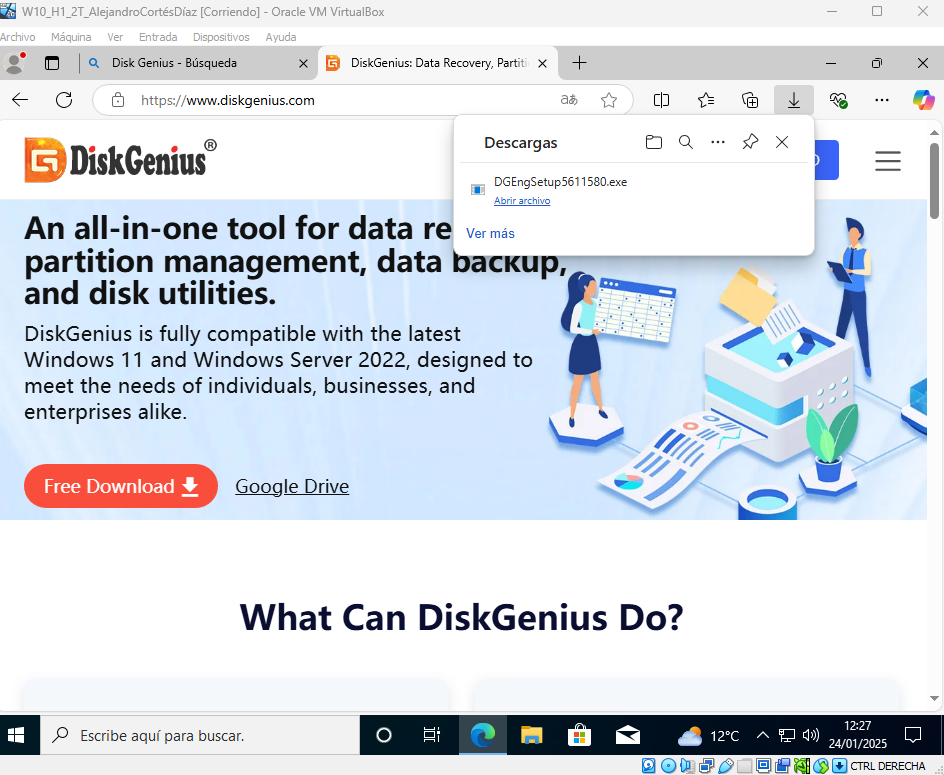 W10_H1_2T_AlejandroCortésDíaz [Corriendo] - Oracle VM VirtualBox
Archivo Máquina Ver Entrada Dispositivos Ayuda
Disk Genius - Búsqueda
DiskGenius: Data Recovery, Partiti
https://www.diskgenius.com
aあ
Descargas
DGEngSetup5611580.exe
Abrir archivo
Ver más
DiskGenius®
An all-in-one tool for data re
partition management, data backup,
and disk utilities.
DiskGenius is fully compatible with the latest
Windows 11 and Windows Server 2022, designed to
meet the needs of individuals, businesses, and
enterprises alike.
Free Download
Google Drive
What Can DiskGenius Do?
Escribe aquí para buscar.
12°C
12:27
24/01/2025
CTRL DERECHA